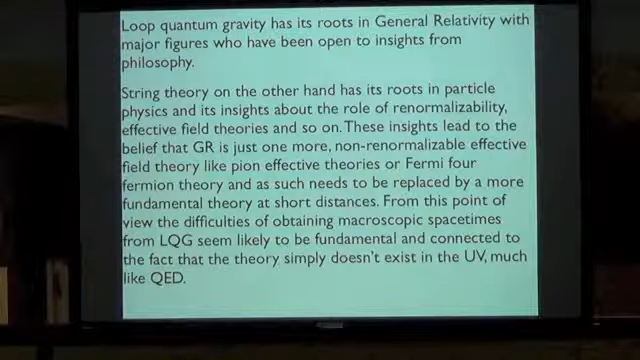 Loop quantum gravity has its roots in General Relativity with
major figures who have been open to insights from
philosophy.
String theory on the other hand has its roots in particle
physics and its insights about the role of renormalizability,
effective field theories and so on. These insights lead to the
belief that GR is just one more, non-renormalizable effective
field theory like pion effective theories or Fermi four
fermion theory and as such needs to be replaced by a more
fundamental theory at short distances. From this point of
view the difficulties of obtaining macroscopic spacetimes
from LQG seem likely to be fundamental and connected to
the fact that the theory simply doesn't exist in the UV, much
like QED.